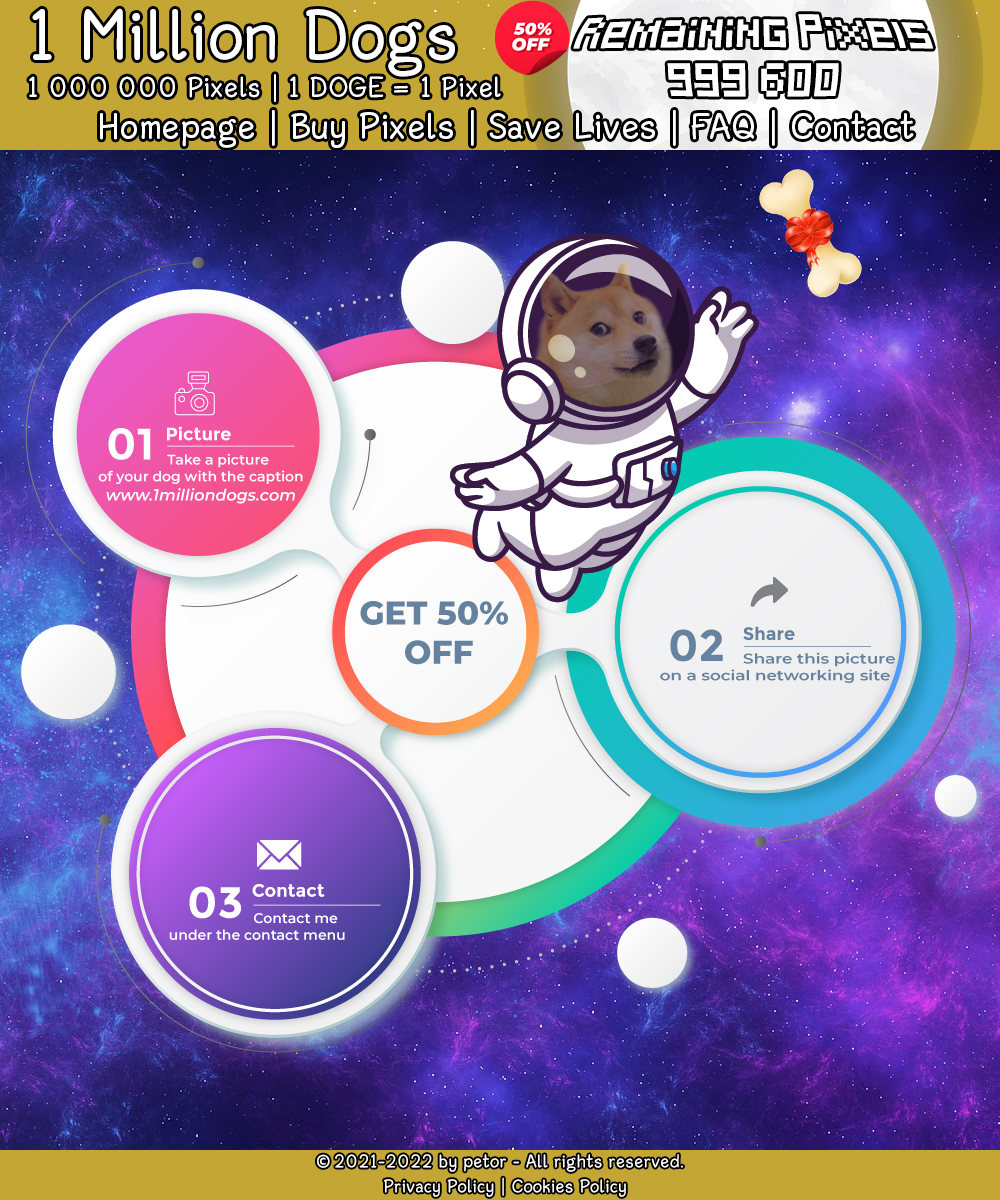 1 Million Dogs
50%
OFF
Remaining Pixels
999 600
1 000 000 Pixels | 1 DOGE = 1 Pixel
Homepage | Buy Pixels | Save Lives | FAQ | Contact
01 Picture
Take a picture
of your dog with the caption
www.1milliondogs.com
GET 50%
OFF
02 Share
Share this picture
on a social networking site
03 Contact
Contact me
under the contact menu
© 2021-2022 by petor - All rights reserved.
Privacy Policy | Cookies Policy